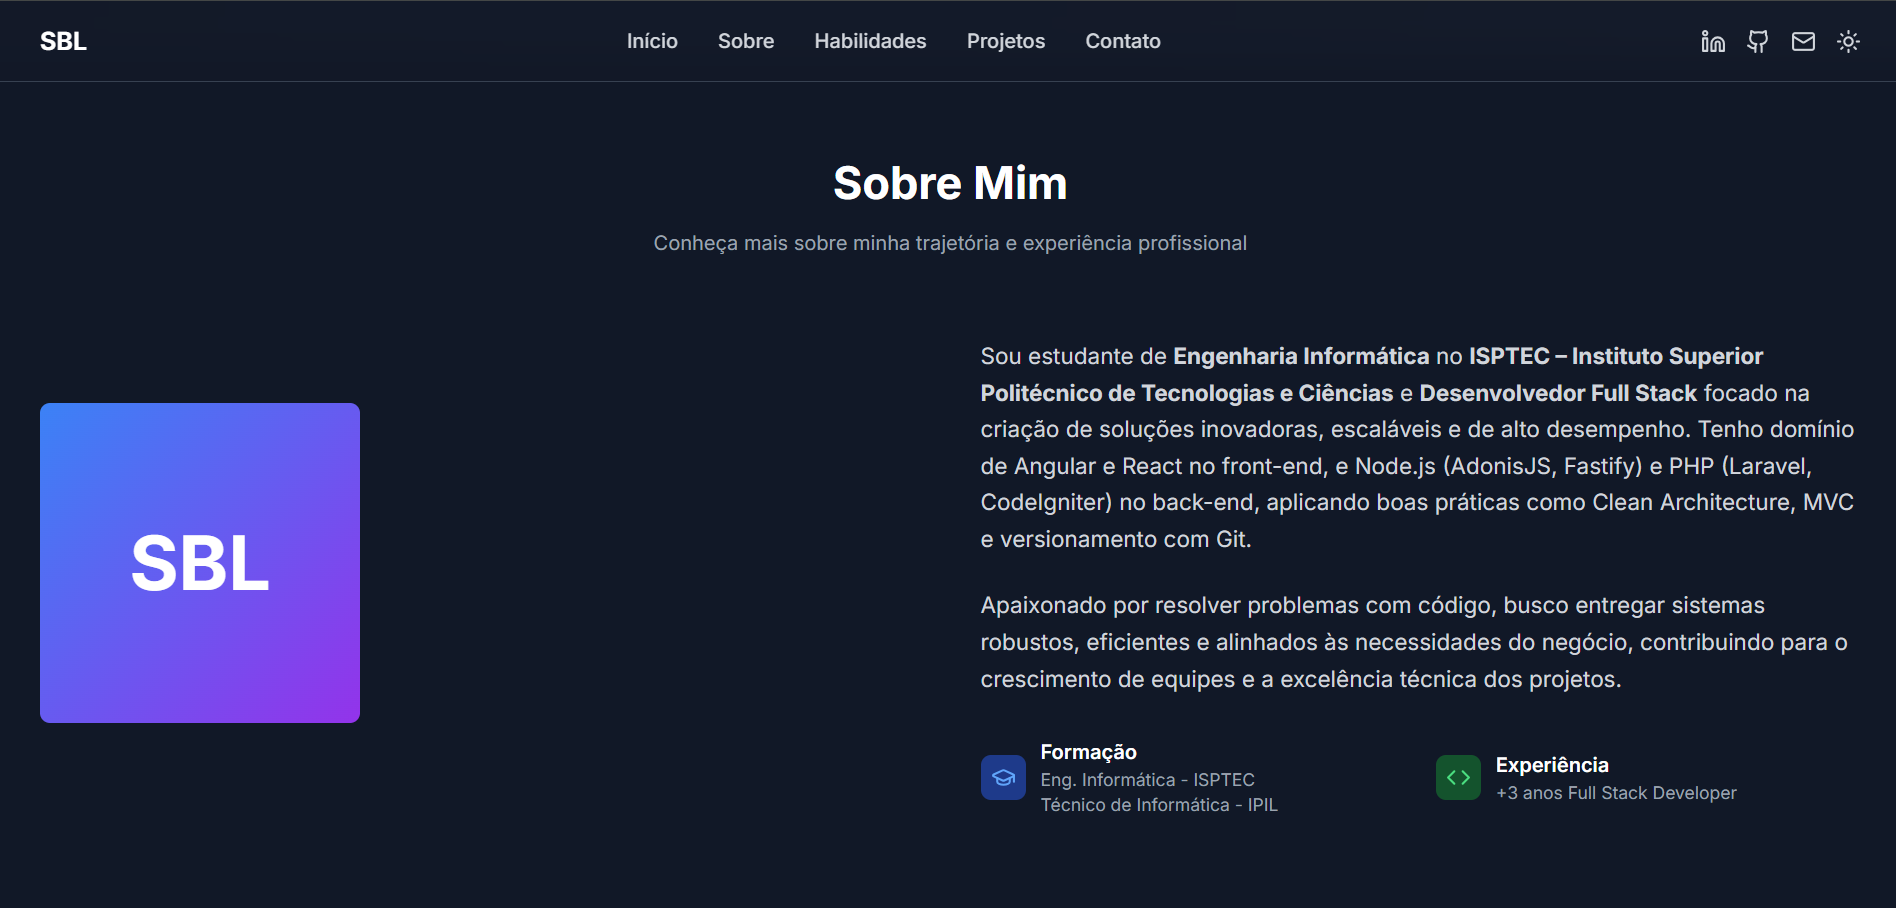 SBL
Início Sobre Habilidades Projetos Contato
Sobre Mim
Conheça mais sobre minha trajetória e experiência profissional
SBL
Sou estudante de Engenharia Informática no ISPTEC – Instituto Superior
Politécnico de Tecnologias e Ciências e Desenvolvedor Full Stack focado na
criação de soluções inovadoras, escaláveis e de alto desempenho. Tenho domínio
de Angular e React no front-end, e Node.js (AdonisJS, Fastify) e PHP (Laravel,
CodeIgniter) no back-end, aplicando boas práticas como Clean Architecture, MVC
e versionamento com Git.
Apaixonado por resolver problemas com código, busco entregar sistemas
robustos, eficientes e alinhados às necessidades do negócio, contribuindo para o
crescimento de equipes e a excelência técnica dos projetos.
Formação
Eng. Informática - ISPTEC
Técnico de Informática - IPIL
Experiência
+3 anos Full Stack Developer